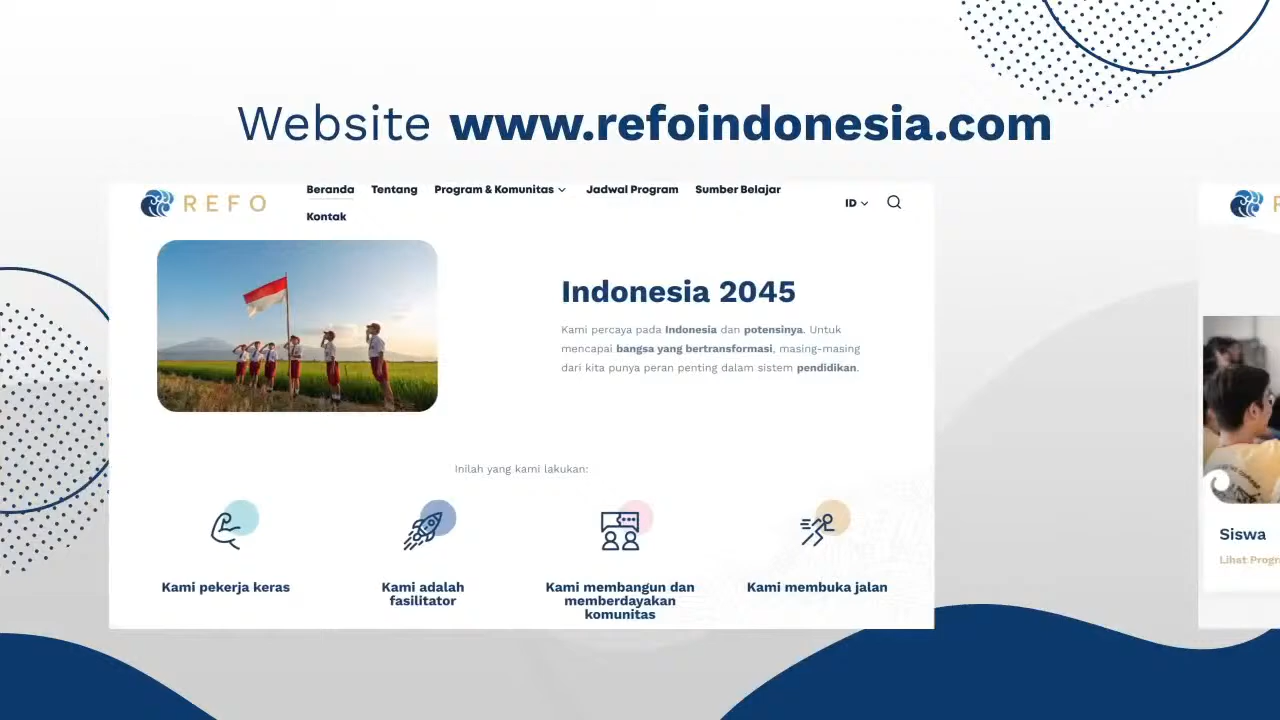 Website www.refoindonesia.com
REFO
Beranda Tentang Program & Komunitas Jadwal Program Sumber Belajar
Kontak
ID
Indonesia 2045
Kami percaya pada Indonesia dan potensinya. Untuk
mencapai bangsa yang bertransformasi, masing-masing
dari kita punya peran penting dalam sistem pendidikan.
Inilah yang kami lakukan:
Kami pekerja keras
Kami adalah
fasilitator
Kami membangun dan
memberdayakan
komunitas
Kami membuka jalan
Siswa
Lihat